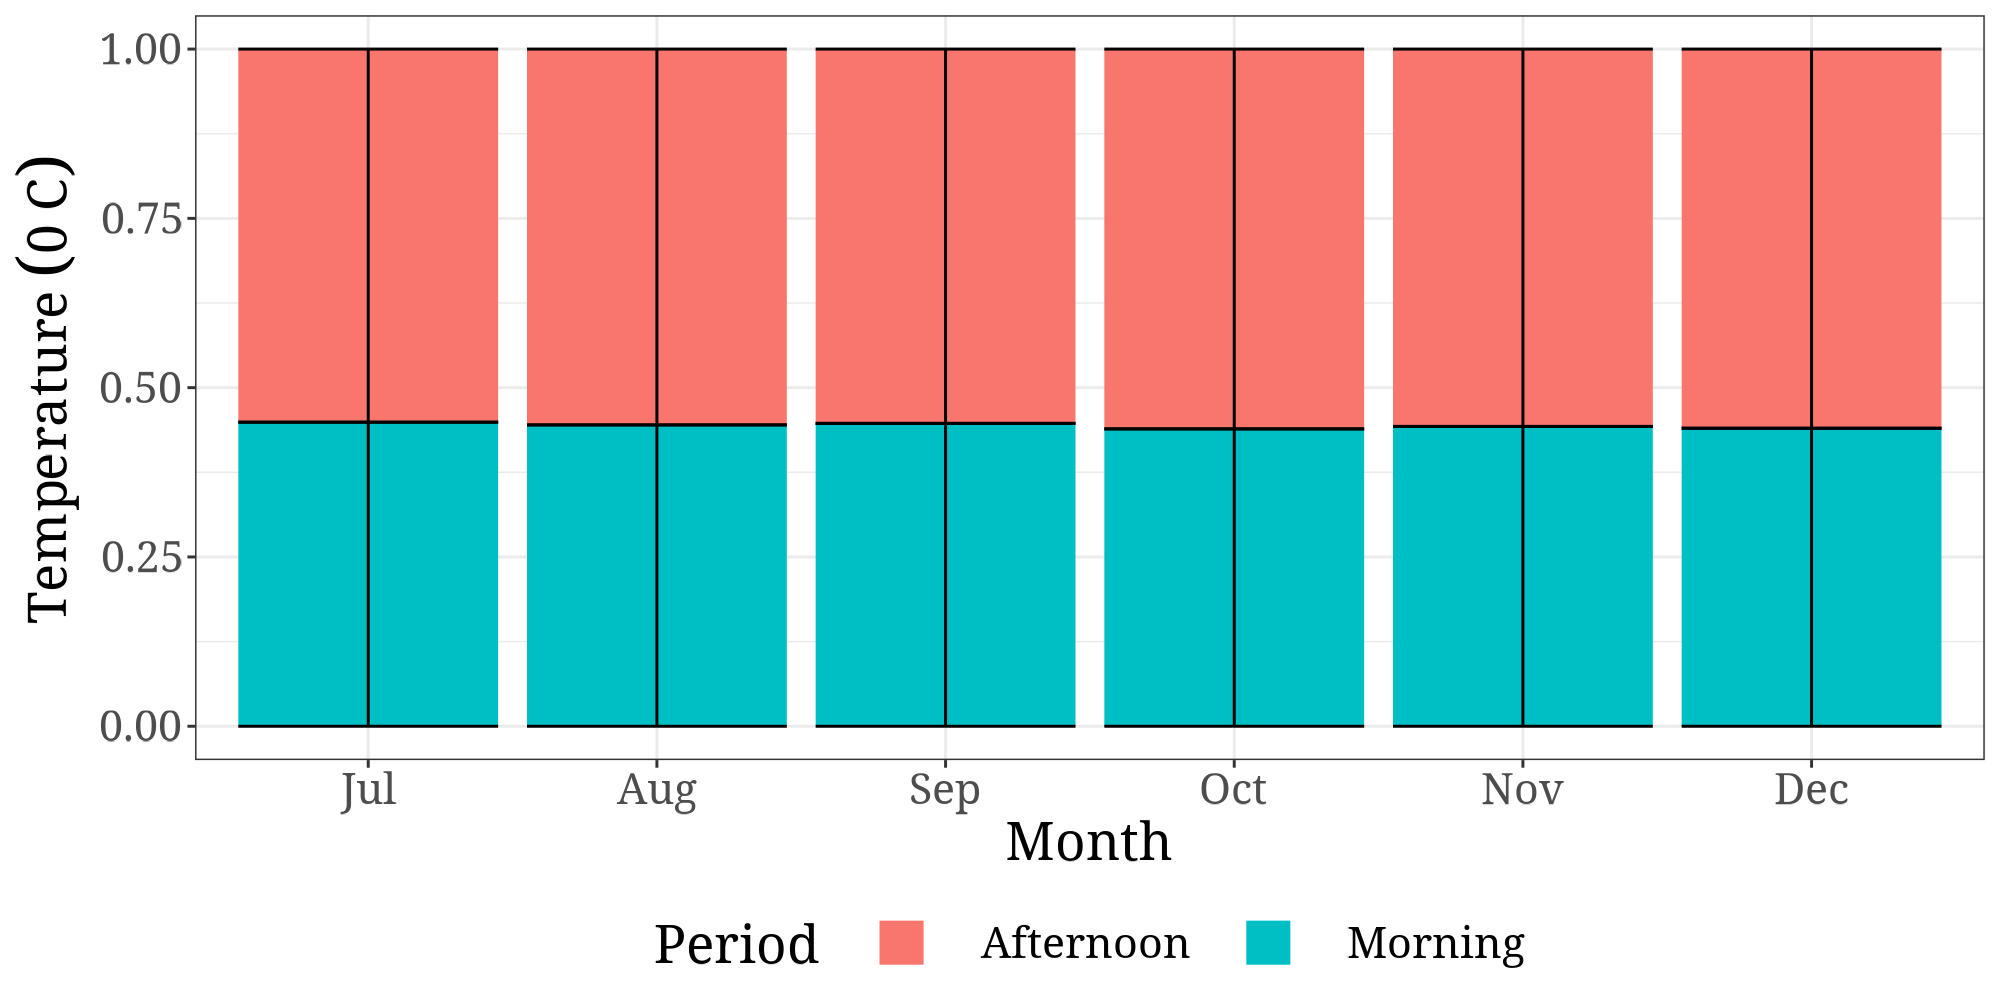 Temperature (0 C)
1.00
0.75
0.50
0.25
0.00
Jul Aug Sep Oct Nov Dec
Month
Period Afternoon Morning